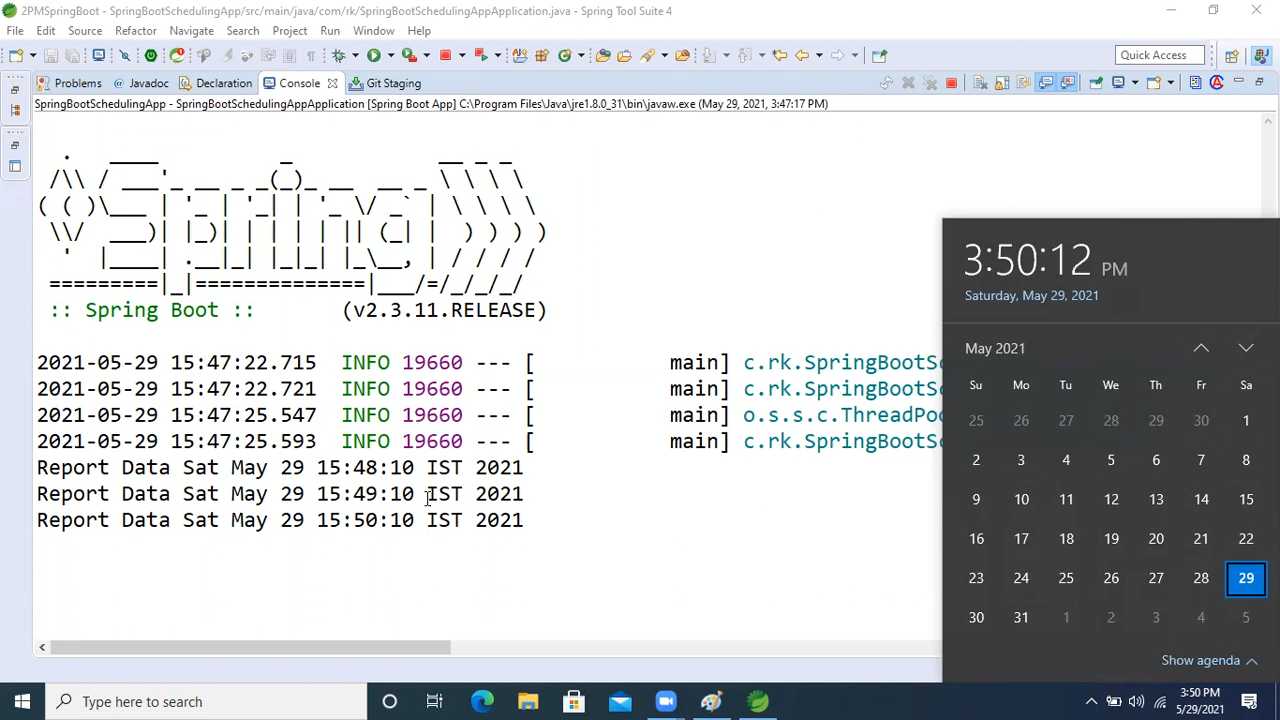 2PMSpringBoot - SpringBootSchedulingApp/src/main/java/com/rk/SpringBootSchedulingAppApplication.java - Spring Tool Suite 4
File Edit Source Refactor Navigate Search Project Run Window Help
Quick Access
Problems Javadoc Declaration Console Git Staging
SpringBootSchedulingApp - SpringBootSchedulingAppApplication [Spring Boot App] C:\Program Files\Java\jre1.8.0_31\bin\javaw.exe (May 29, 2021, 3:47:17 PM)
Spring
:: Spring Boot :: (v2.3.11.RELEASE)
2021-05-29 15:47:22.715 INFO 19660 --- [ main] c.rk.SpringBootSc
2021-05-29 15:47:22.721 INFO 19660 --- [ main] c.rk.SpringBootSc
2021-05-29 15:47:25.547 INFO 19660 --- [ main] o.s.s.c.ThreadPoo
2021-05-29 15:47:25.593 INFO 19660 --- [ main] c.rk.SpringBootSc
Report Data Sat May 29 15:48:10 IST 2021
Report Data Sat May 29 15:49:10 IST 2021
Report Data Sat May 29 15:50:10 IST 2021
3:50:12 PM
Saturday, May 29, 2021
May 2021
Su Mo Tu We Th Fr Sa
25 26 27 28 29 30 1
2 3 4 5 6 7 8
9 10 11 12 13 14 15
16 17 18 19 20 21 22
23 24 25 26 27 28 29
30 31 1 2 3 4 5
Show agenda
Type here to search
3:50 PM
5/29/2021